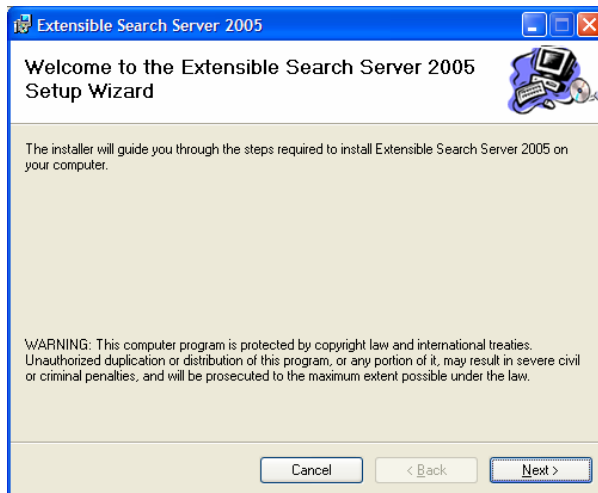 Extensible Search Server 2005
Welcome to the Extensible Search Server 2005
Setup Wizard
The installer will guide you through the steps required to install Extensible Search Server 2005 on
your computer.
WARNING: This computer program is protected by copyright law and international treaties.
Unauthorized duplication or distribution of this program, or any portion of it, may result in severe civil
or criminal penalties, and will be prosecuted to the maximum extent possible under the law.
Cancel < Back Next >